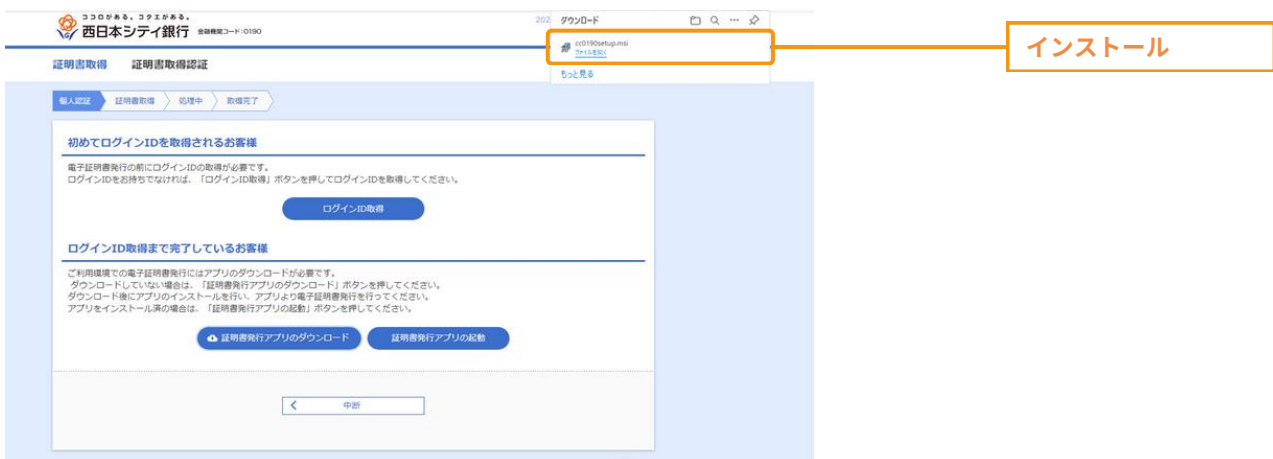 ココロがある。コタエがある。
西日本シティ銀行 金融機関コード:0190
202
ダウンロード
cc0190setup.msi
ファイルを開く
もっと見る
インストール
証明書取得 証明書取得認証
個人認証 証明書取得 処理中 取得完了
初めてログインIDを取得されるお客様
電子証明書発行の前にログインIDの取得が必要です。
ログインIDをお持ちでなければ、「ログインID取得」ボタンを押してログインIDを取得してください。
ログインID取得
ログインID取得まで完了しているお客様
ご利用環境での電子証明書発行にはアプリのダウンロードが必要です。
ダウンロードしていない場合は、「証明書発行アプリのダウンロード」ボタンを押してください。
ダウンロード後にアプリのインストールを行い、アプリより電子証明書発行を行ってください。
アプリをインストール済の場合は、「証明書発行アプリの起動」ボタンを押してください。
証明書発行アプリのダウンロード 証明書発行アプリの起動
中断